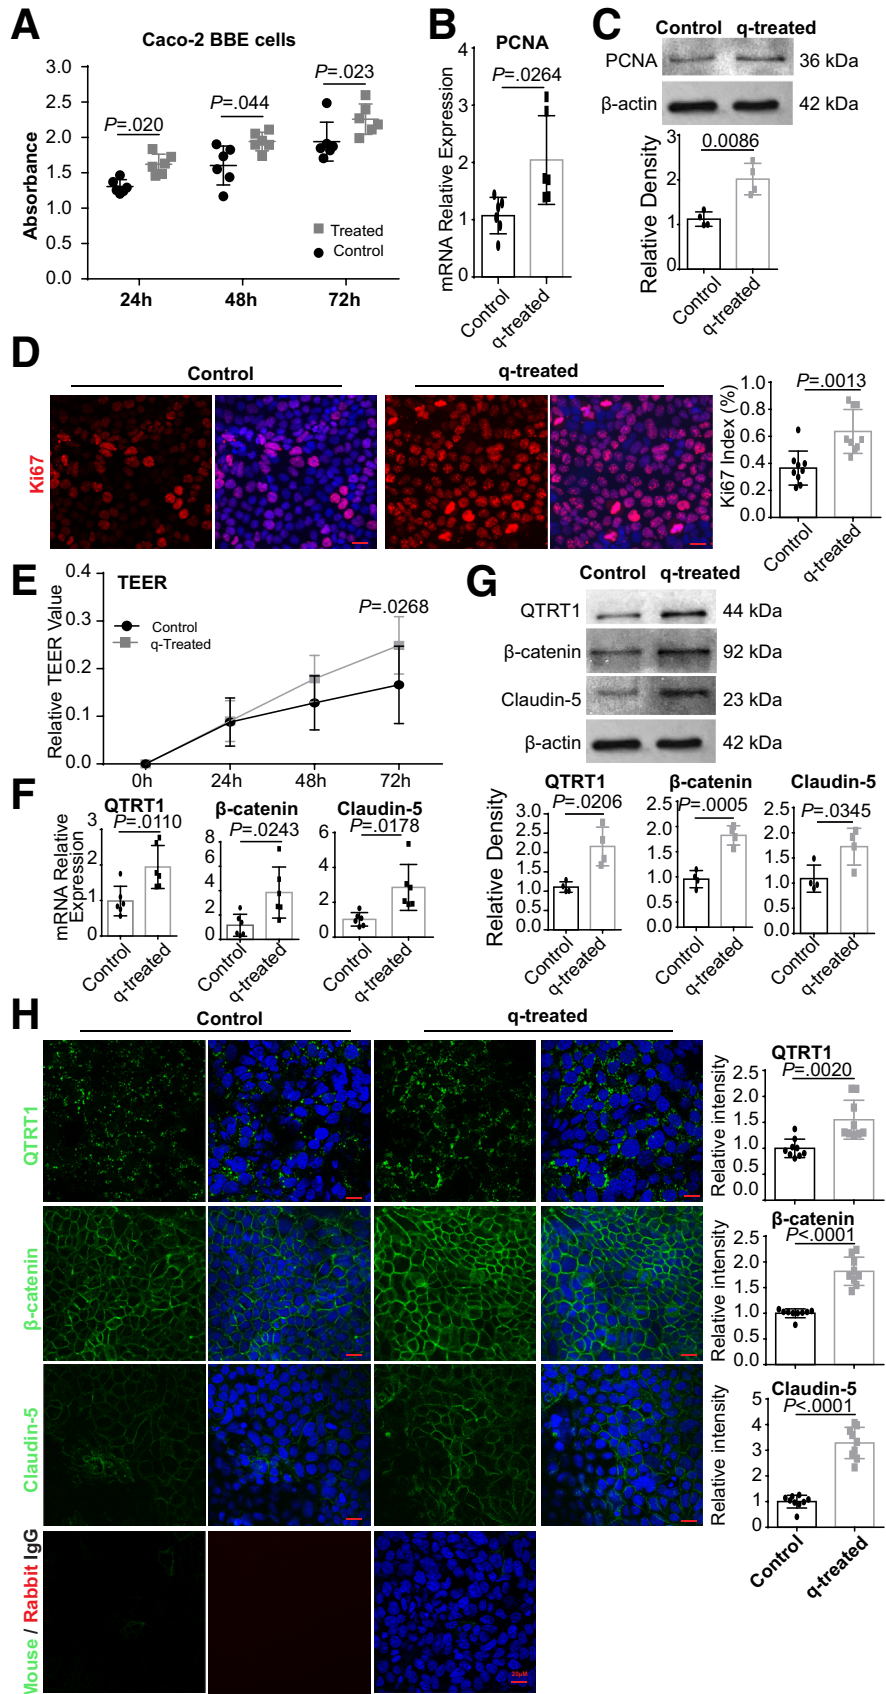 A
Caco-2 BBE cells
Absorbance
3.0
2.5
2.0
1.5
1.0
0.5
0.0
P=.020
P=.044
P=.023
Treated
Control
24h
48h
72h
B
PCNA
mRNA Relative Expression
4
3
2
1
0
P=.0264
Control
q-treated
C
Control
q-treated
PCNA
36 kDa
β-actin
42 kDa
Relative Density
3
2
1
0
0.0086
Control
q-treated
D
Control
q-treated
Ki67
Ki67 Index (%)
1.0
0.8
0.6
0.4
0.2
0.0
P=.0013
Control
q-treated
E
TEER
Relative TEER Value
0.4
0.3
0.2
0.1
0.0
Control
q-Treated
P=.0268
0h
24h
48h
72h
F
mRNA Relative
Expression
QTRT1
P=.0110
3
2
1
0
Control
q-treated
β-catenin
P=.0243
8
6
4
2
0
Control
q-treated
Claudin-5
P=.0178
6
4
2
0
Control
q-treated
G
Control
q-treated
QTRT1
44 kDa
β-catenin
92 kDa
Claudin-5
23 kDa
β-actin
42 kDa
Relative Density
QTRT1
P=.0206
3.0
2.5
2.0
1.5
1.0
0.5
0.0
Control
q-treated
β-catenin
P=.0005
2.5
2.0
1.5
1.0
0.5
0.0
Control
q-treated
Claudin-5
P=.0345
2.5
2.0
1.5
1.0
0.5
0.0
Control
q-treated
H
Control
q-treated
QTRT1
β-catenin
Claudin-5
Mouse / Rabbit IgG
20µM
QTRT1
P=.0020
Relative intensity
2.5
2.0
1.5
1.0
0.5
0.0
β-catenin
P<.0001
Relative intensity
2.5
2.0
1.5
1.0
0.5
0.0
Claudin-5
P<.0001
Relative intensity
5
4
3
2
1
0
Control
q-treated